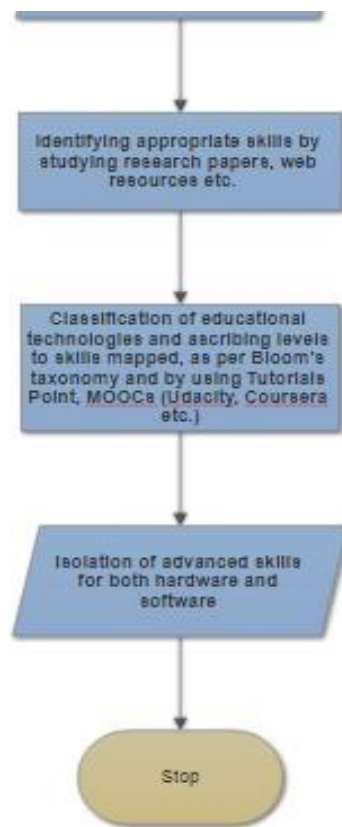 Identifying appropriate skills by
studying research papers, web
resources etc.
Classification of educational
technologies and ascribing levels
to skills mapped, as per Bloom's
taxonomy and by using Tutorials
Point, MOOCs (Udacity, Coursera
etc.)
Isolation of advanced skills
for both hardware and
software
Stop